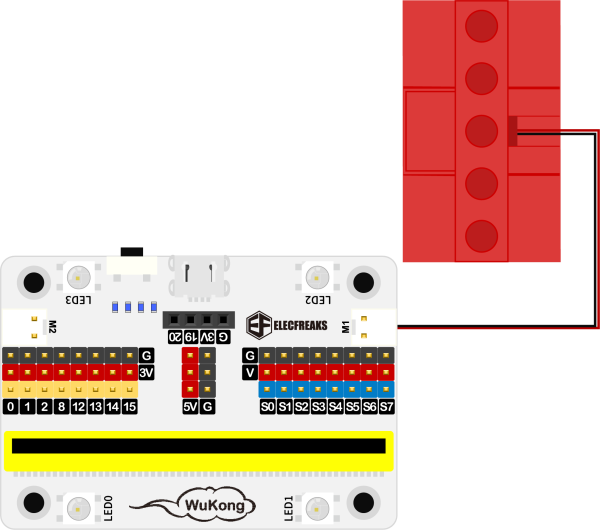 LED3
LED2
M2
20 19 3V G
EF ELECFREAKS
M1
G
3V
G
V
0 1 2 8 12 13 14 15
5V G
S0 S1 S2 S3 S4 S5 S6 S7
LED0
WuKong
LED1